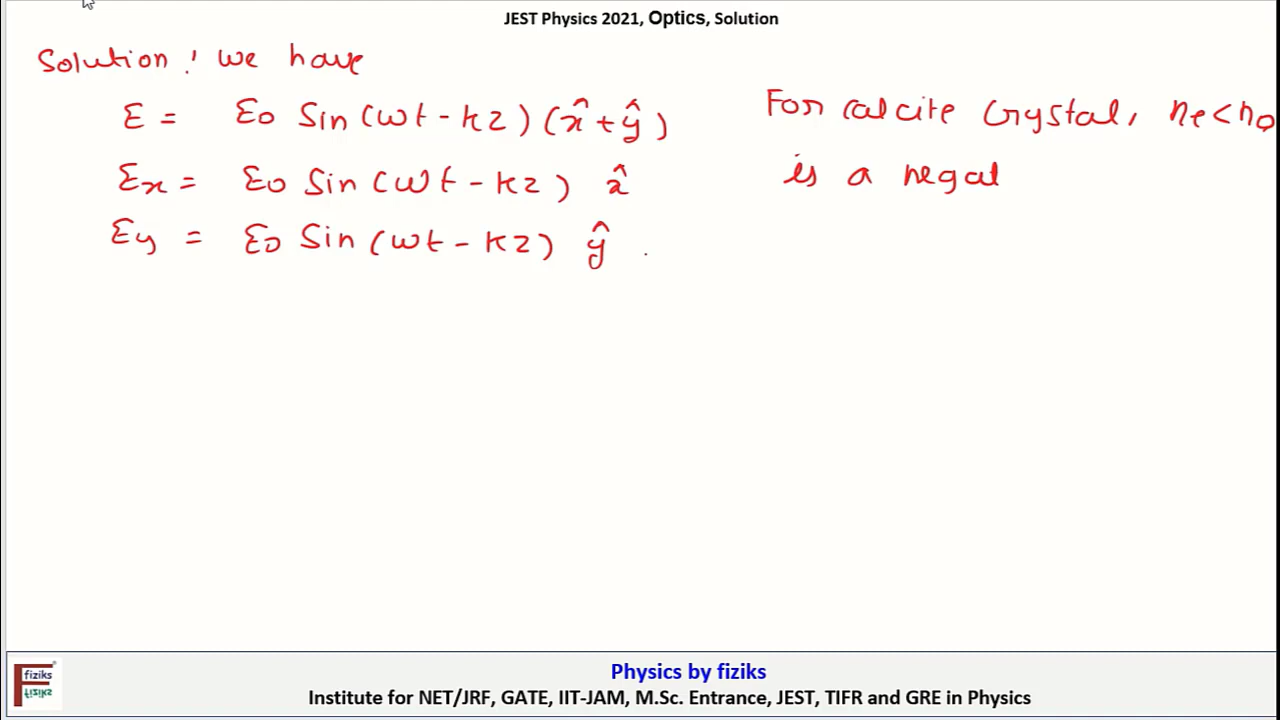 JEST Physics 2021, Optics, Solution
Solution: we have
E = E0 Sin(ωt - kz) (x̂ + ŷ)
Ex = E0 Sin(ωt - kz) x̂
Ey = E0 Sin(ωt - kz) ŷ
For calcite Crystal, ne < no
is a negat
fiziks
Physics by fiziks
Institute for NET/JRF, GATE, IIT-JAM, M.Sc. Entrance, JEST, TIFR and GRE in Physics